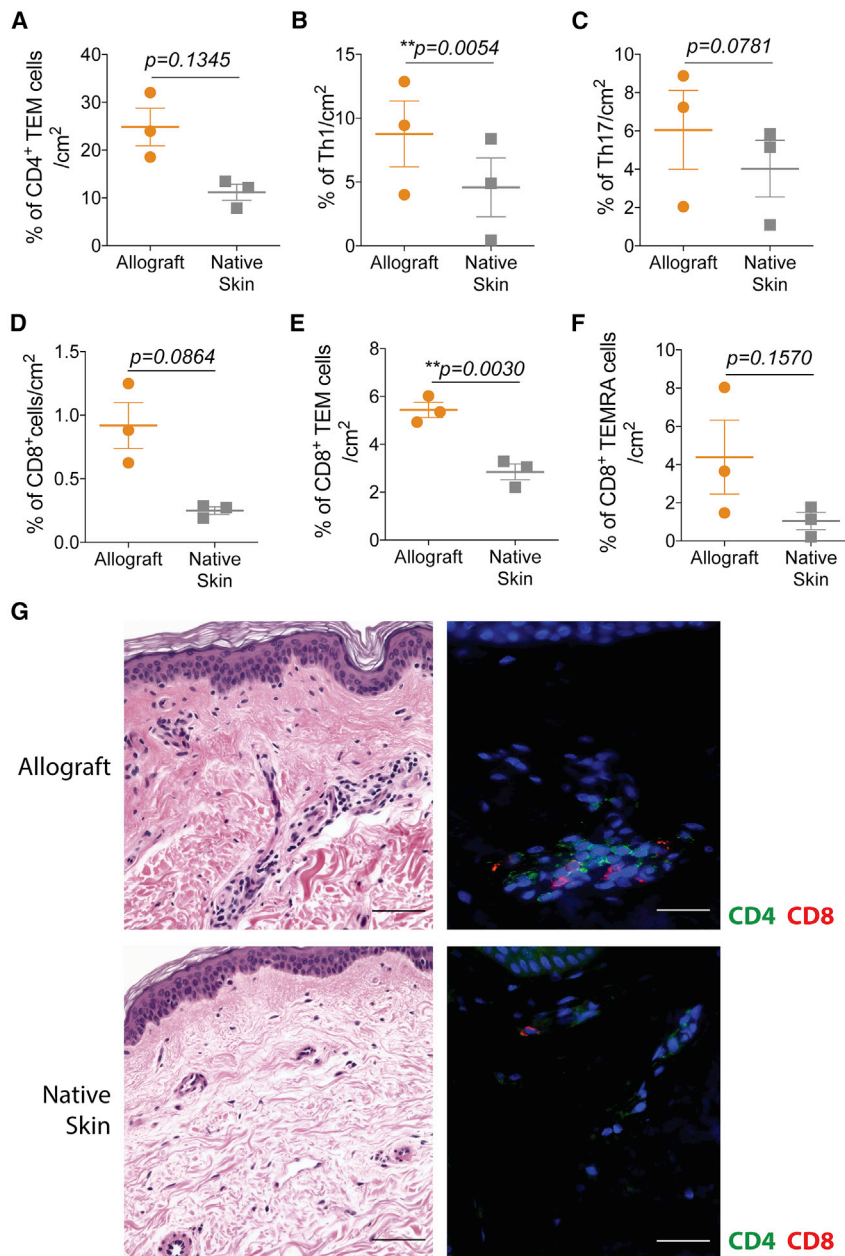 A
% of CD4+ TEM cells
/cm2
p=0.1345
40
30
20
10
0
Allograft
Native
Skin
B
% of Th1/cm2
**p=0.0054
15
10
5
0
Allograft
Native
Skin
C
% of Th17/cm2
p=0.0781
10
8
6
4
2
0
Allograft
Native
Skin
D
% of CD8+cells/cm2
p=0.0864
1.5
1.0
0.5
0.0
Allograft
Native
Skin
E
% of CD8+ TEM cells
/cm2
**p=0.0030
8
6
4
2
0
Allograft
Native
Skin
F
% of CD8+ TEMRA cells
/cm2
p=0.1570
10
8
6
4
2
0
Allograft
Native
Skin
G
Allograft
CD4 CD8
Native
Skin
CD4 CD8